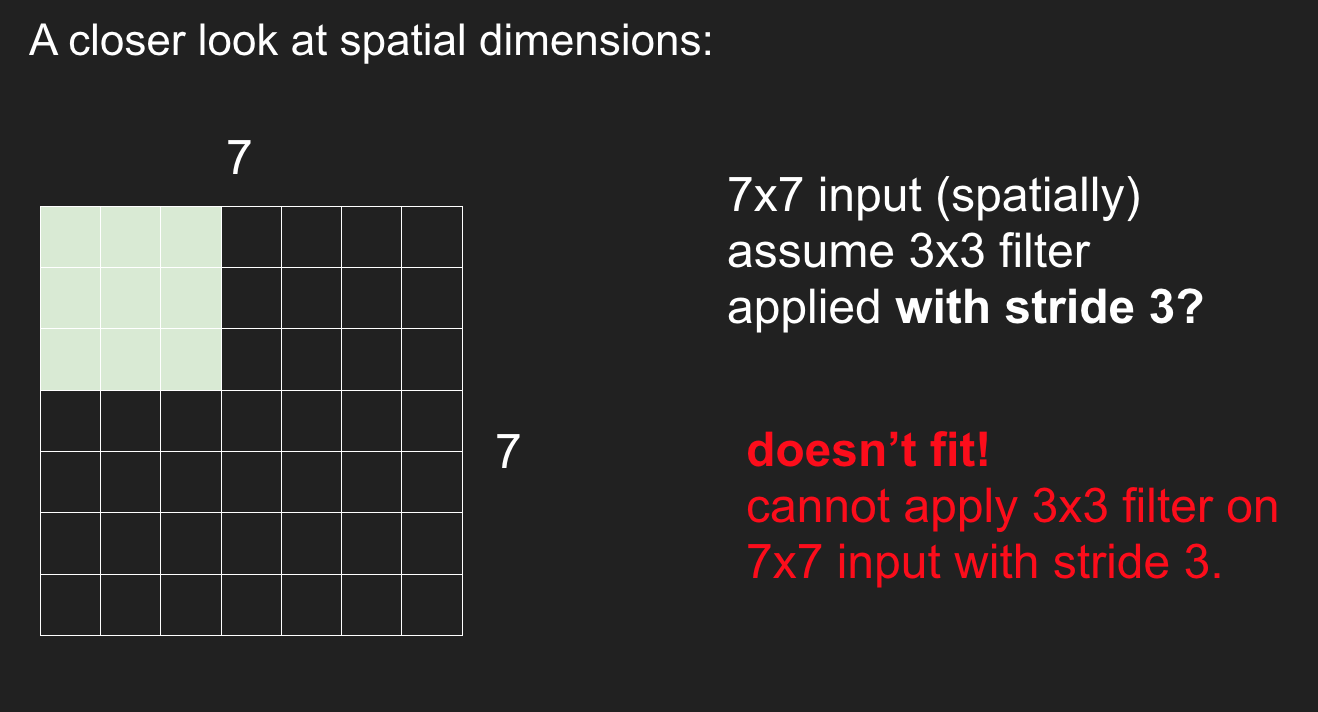 A closer look at spatial dimensions:
7
7x7 input (spatially)
assume 3x3 filter
applied with stride 3?
7
doesn’t fit!
cannot apply 3x3 filter on
7x7 input with stride 3.